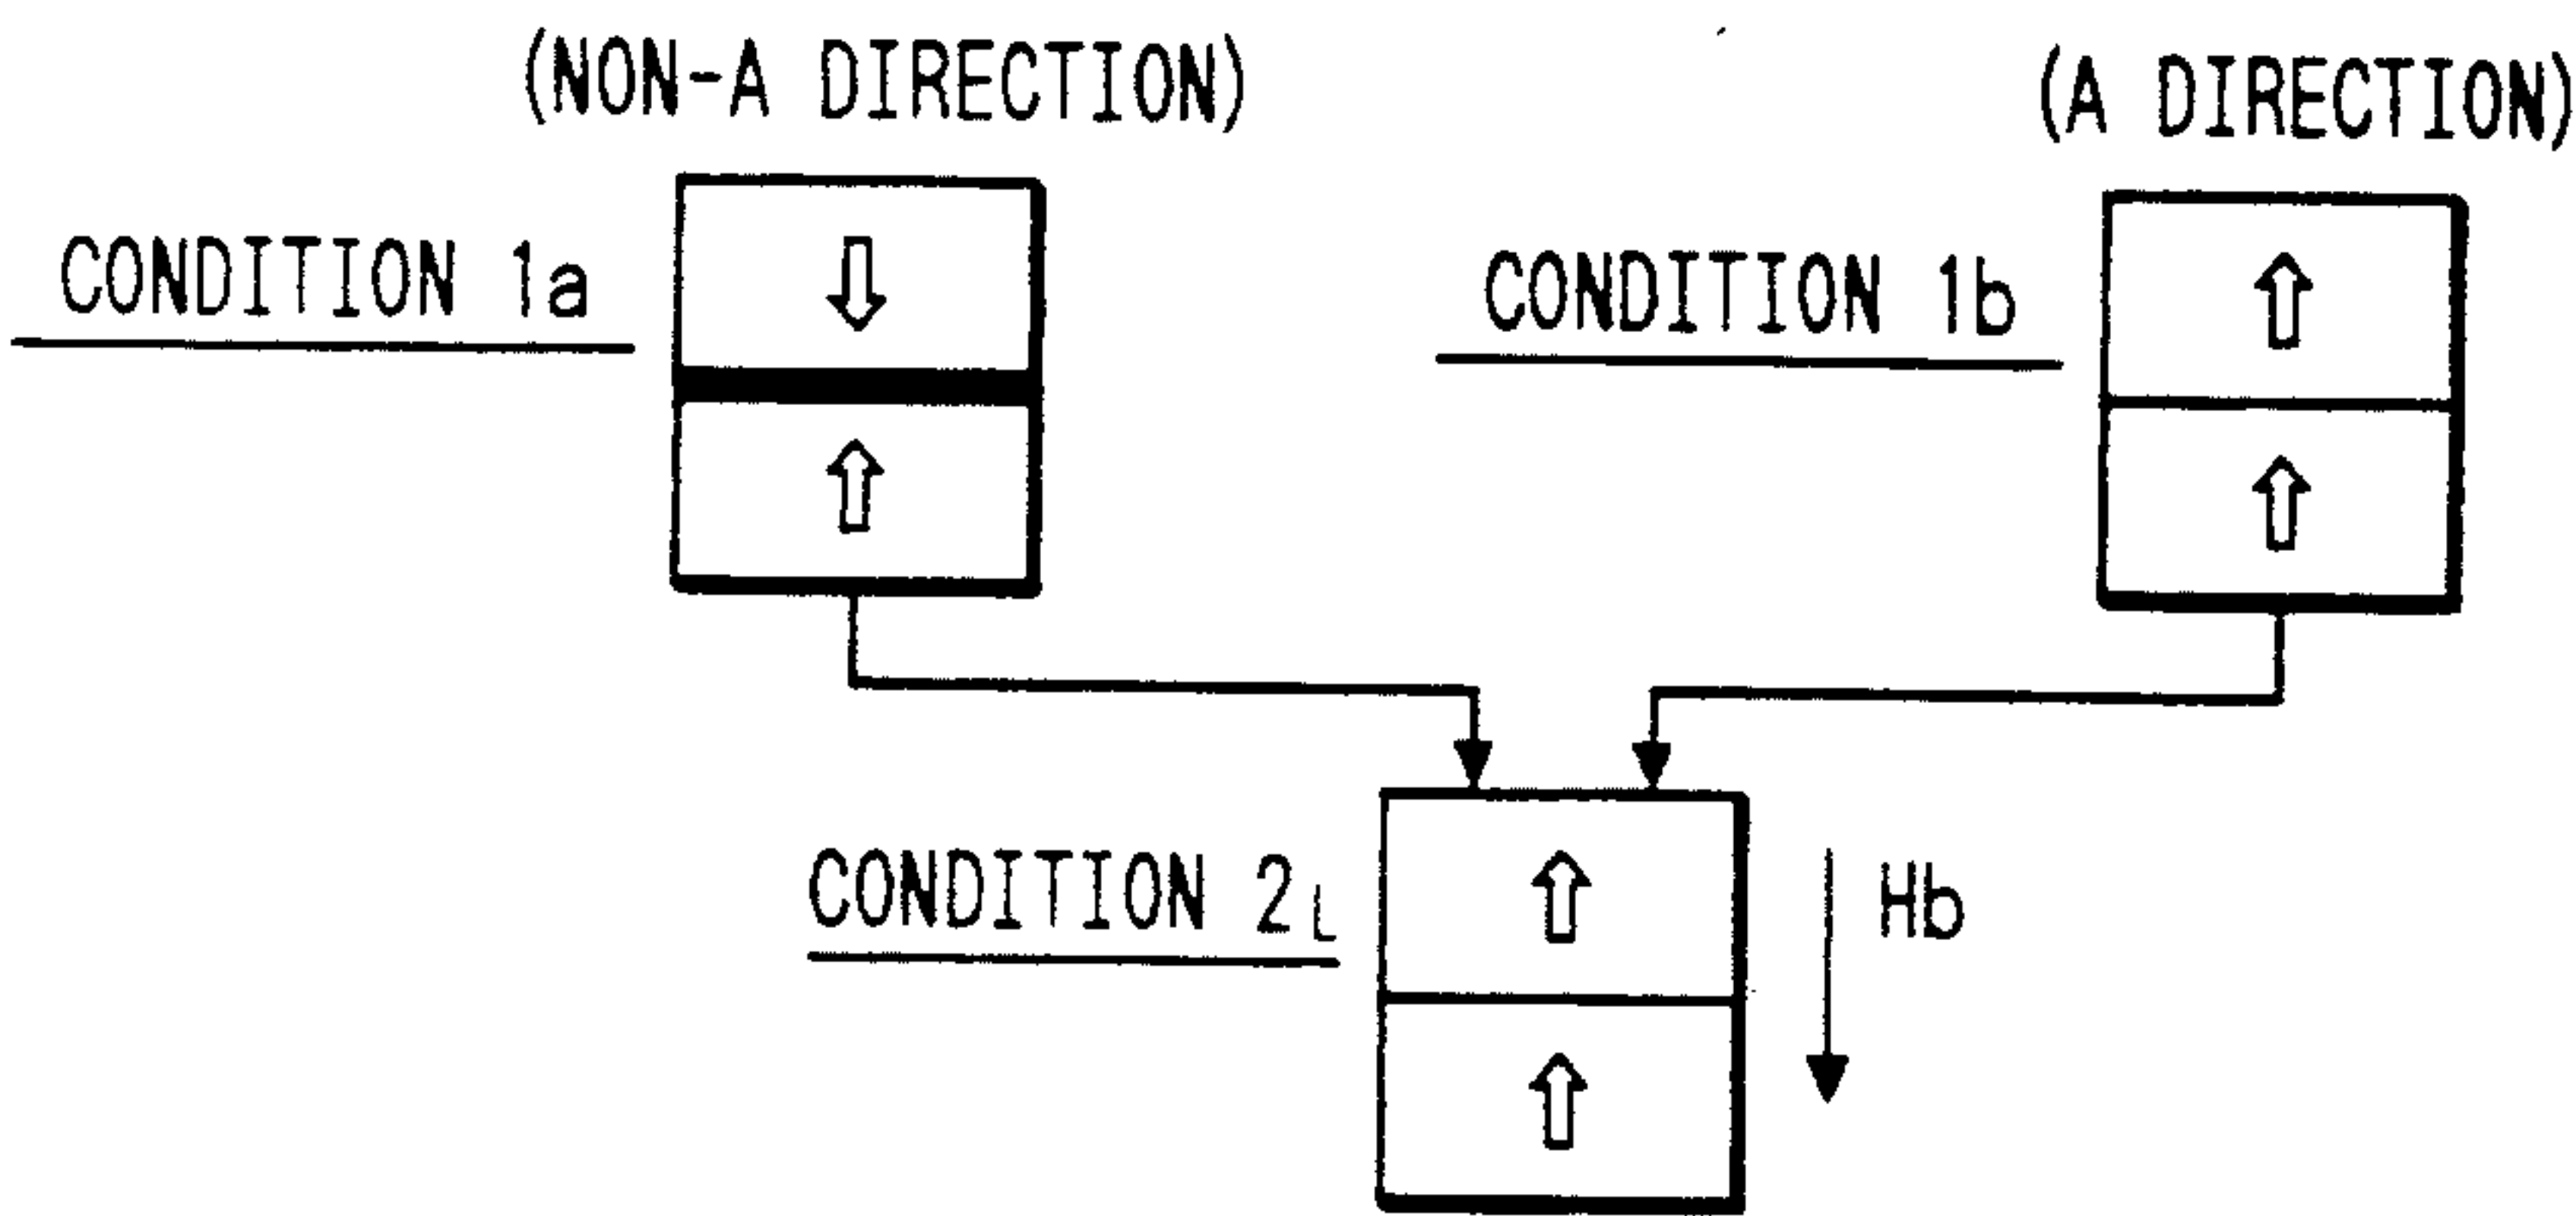 (NON-A DIRECTION)
(A DIRECTION)
CONDITION 1a
CONDITION 1b
CONDITION 2L
Hb